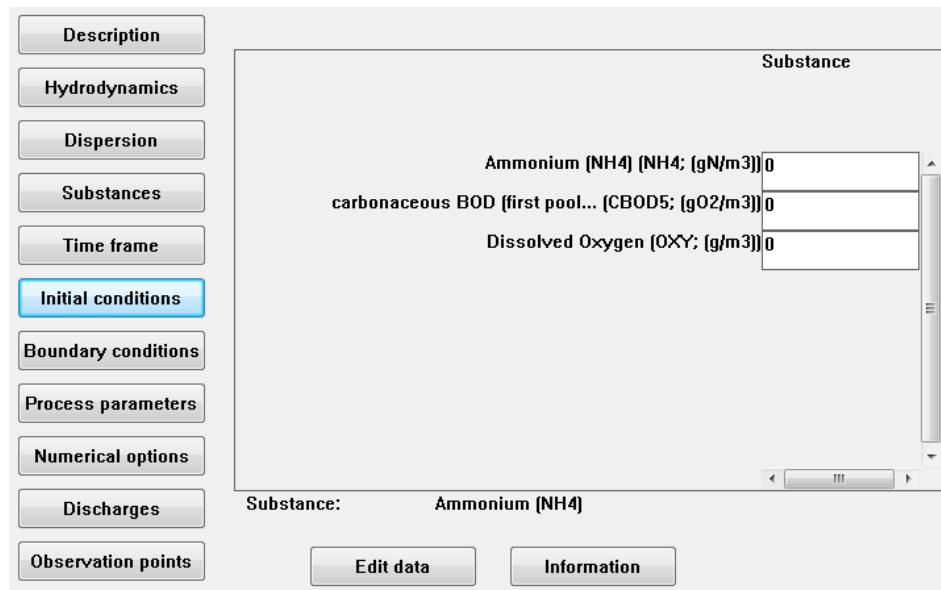 Description
Hydrodynamics
Dispersion
Substances
Time frame
Initial conditions
Boundary conditions
Process parameters
Numerical options
Discharges
Observation points
Substance
Ammonium (NH4) (NH4; (gN/m3)) 0
carbonaceous BOD (first pool... (CBOD5; (gO2/m3)) 0
Dissolved Oxygen (OXY; (g/m3)) 0
Substance: Ammonium (NH4)
Edit data
Information